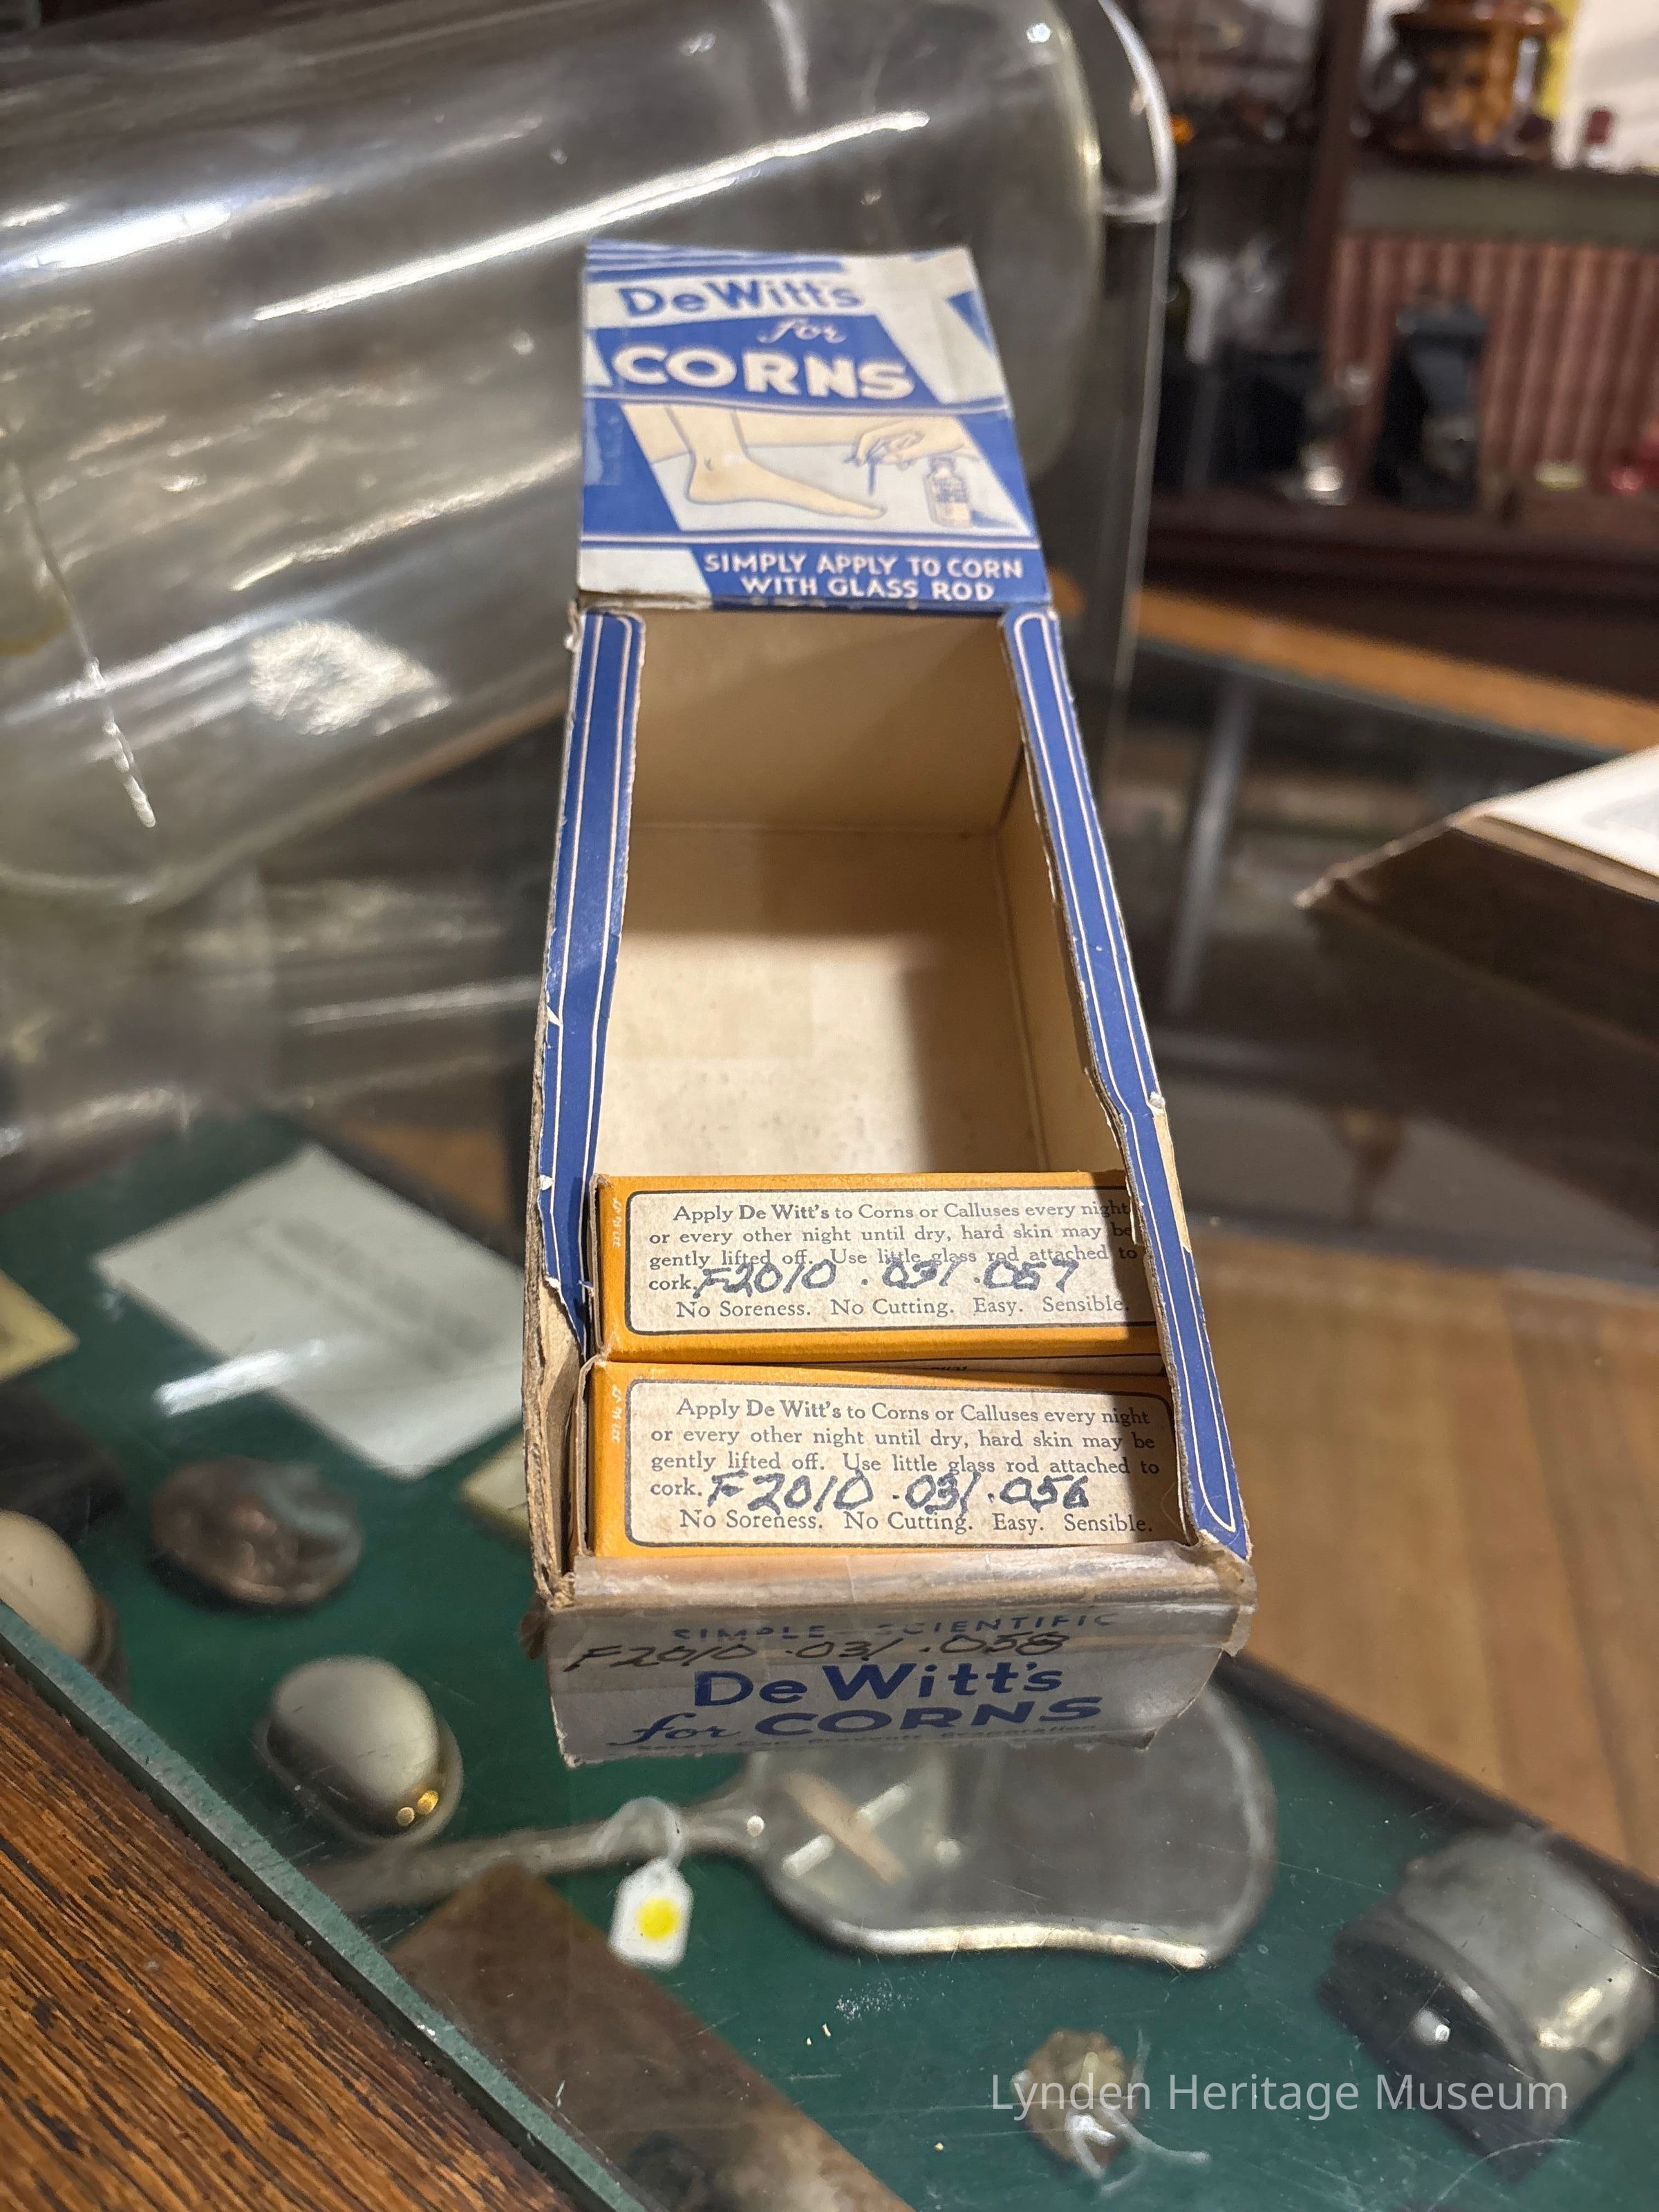 DeWitt's
for
CORNS
SIMPLY APPLY TO CORN
WITH GLASS ROD
Apply De Witt's to Corns or Calluses every night
or every other night until dry, hard skin may be
gently lifted off. Use little glass rod attached to
cork. F2010.031.057
No Soreness. No Cutting. Easy. Sensible.
Apply De Witt's to Corns or Calluses every night
or every other night until dry, hard skin may be
gently lifted off. Use little glass rod attached to
cork. F2010.031.056
No Soreness. No Cutting. Easy. Sensible.
SIMPLE - SCIENTIFIC
F2010.031.058
DeWitt's
for CORNS
Screw Cap Prevents Evaporation
Lynden Heritage Museum